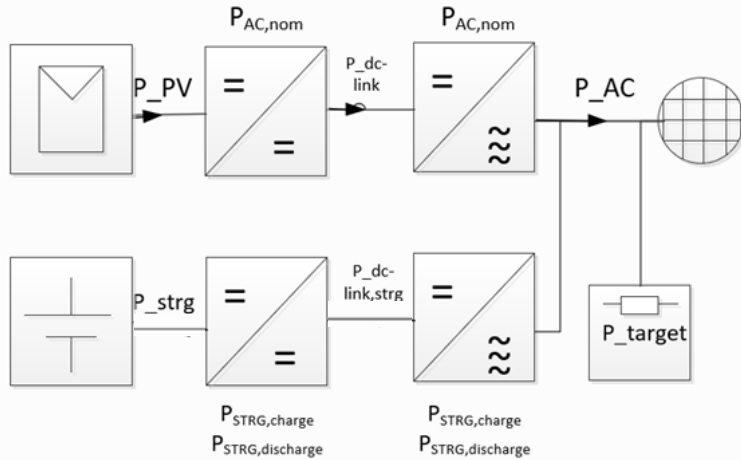 P_AC,nom
P_AC,nom
P_PV
P_dc-
link
P_AC
=
=
=
≈
P_strg
P_dc-
link,strg
=
=
=
≈
P_target
P_STRG,charge
P_STRG,discharge
P_STRG,charge
P_STRG,discharge